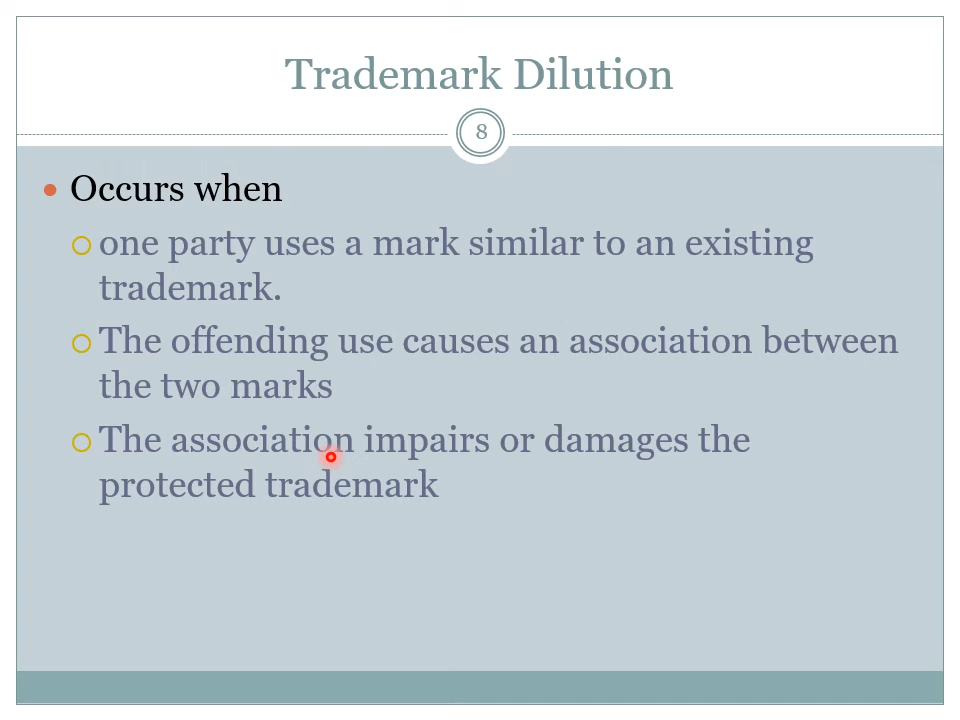 Trademark Dilution
8
Occurs when
one party uses a mark similar to an existing
trademark.
The offending use causes an association between
the two marks
The association impairs or damages the
protected trademark